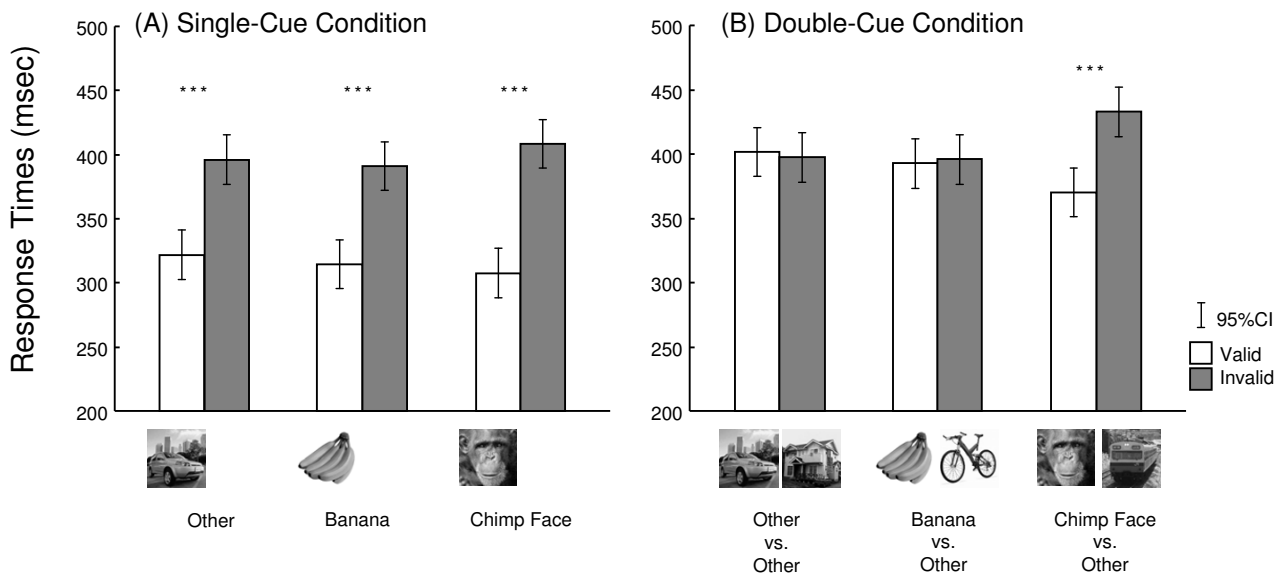 (A) Single-Cue Condition
Response Times (msec)
500
450
400
350
300
250
200
***
***
***
Other
Banana
Chimp Face
(B) Double-Cue Condition
500
450
400
350
300
250
200
***
Other
vs.
Other
Banana
vs.
Other
Chimp Face
vs.
Other
95%CI
Valid
Invalid